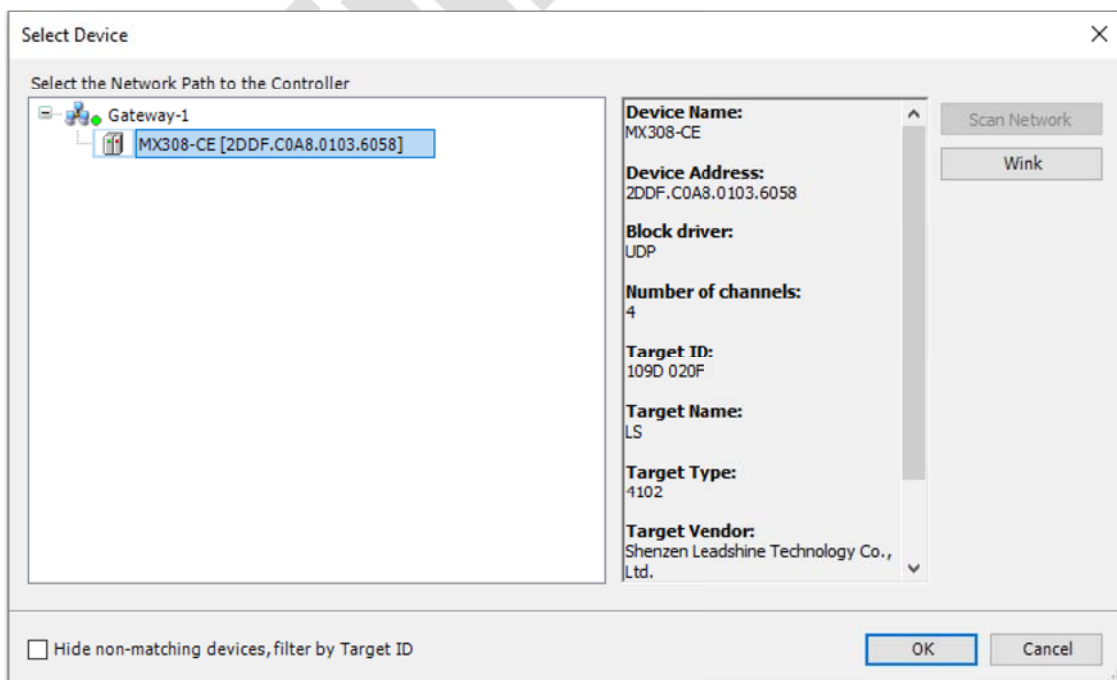 Select Device
Select the Network Path to the Controller
Gateway-1
MX308-CE [2DDF.C0A8.0103.6058]
Device Name:
MX308-CE
Device Address:
2DDF.C0A8.0103.6058
Block driver:
UDP
Number of channels:
4
Target ID:
109D 020F
Target Name:
LS
Target Type:
4102
Target Vendor:
Shenzen Leadshine Technology Co.,
Ltd.
Scan Network
Wink
Hide non-matching devices, filter by Target ID
OK
Cancel